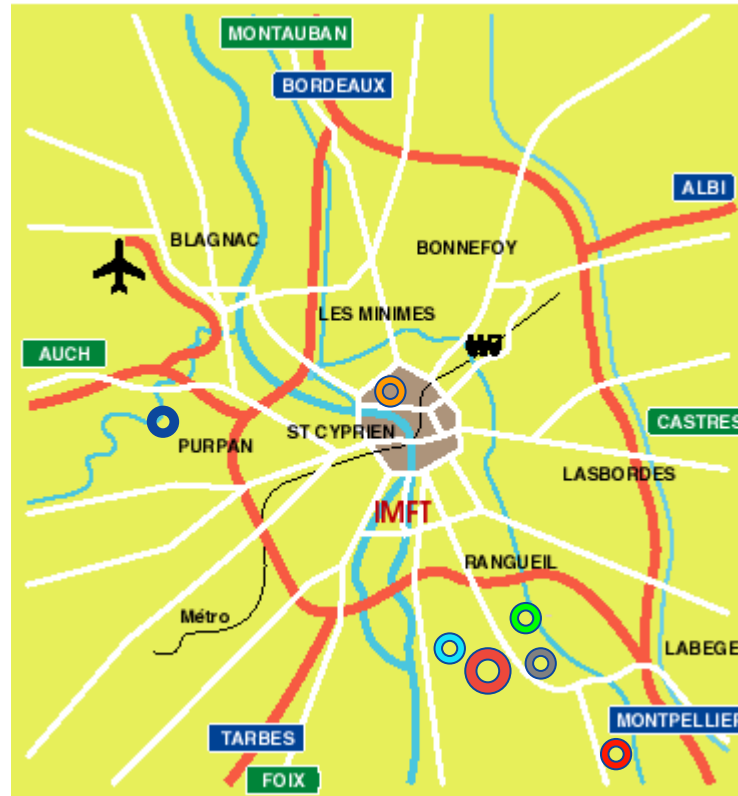 MONTAUBAN
BORDEAUX
ALBI
BLAGNAC
BONNEFOY
LES MINIMES
AUCH
CASTRES
ST CYPRIEN
PURPAN
LASBORDES
IMFT
RANGUEIL
Métro
LABEGE
MONTPELLIER
TARBES
FOIX